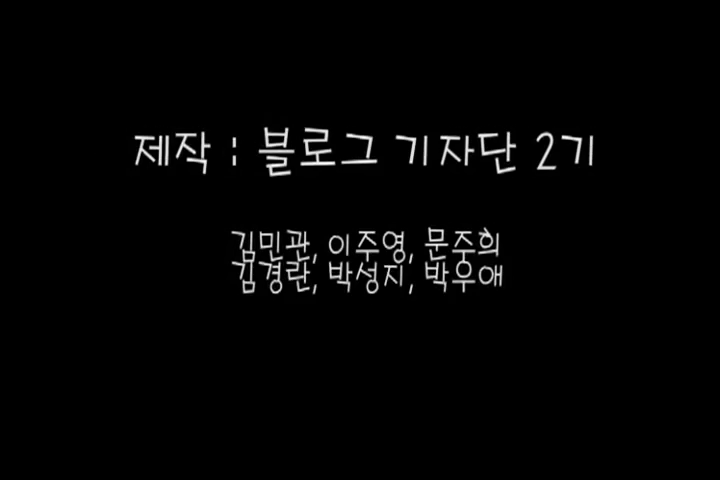 제작 : 블로그 기자단 2기
김민관, 이주영, 문중희
김경란, 박성지, 박우애